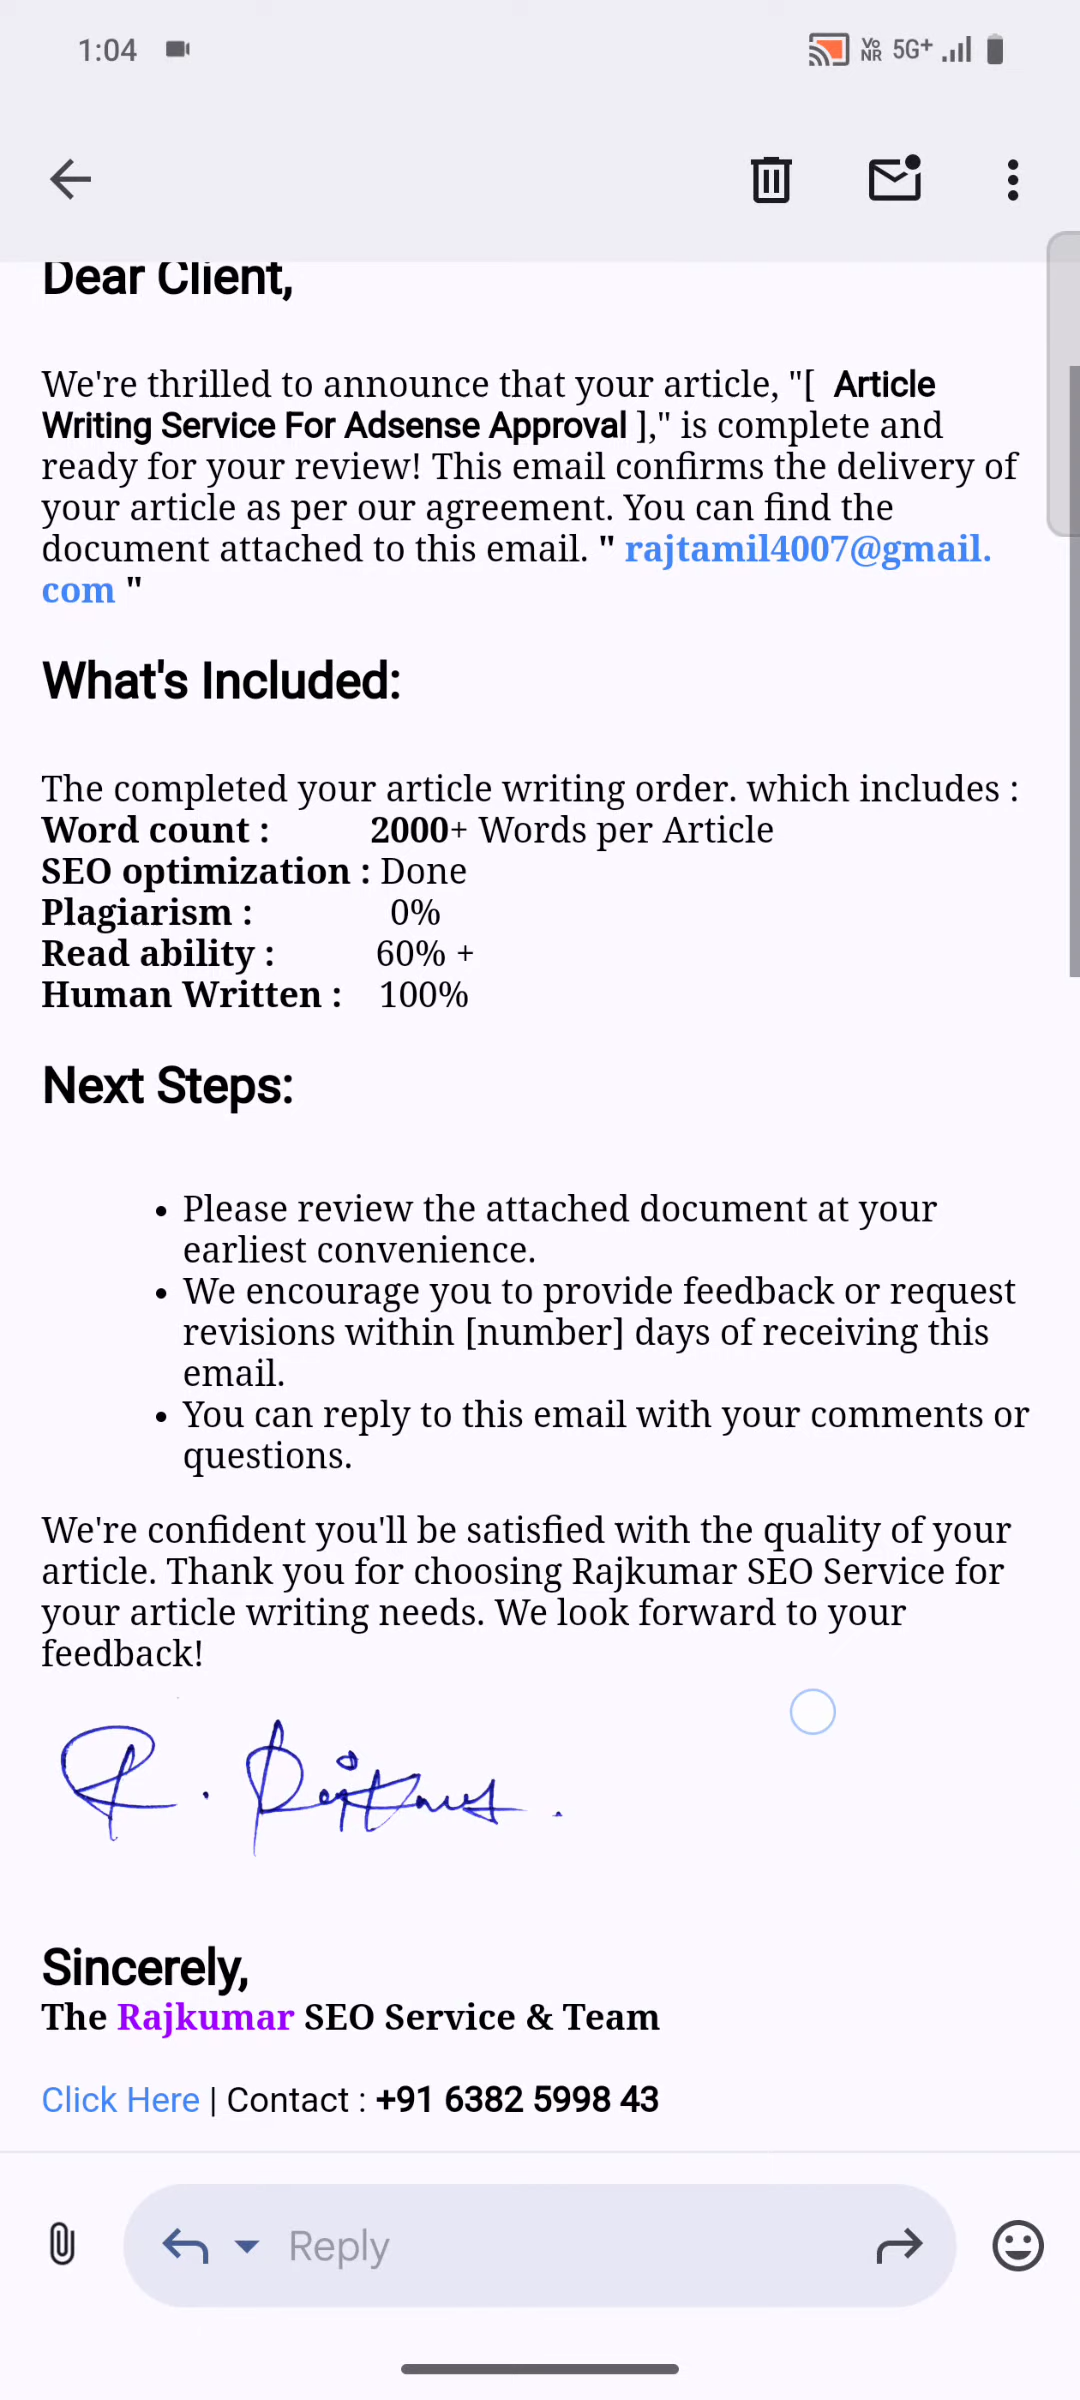 1:04
Vo
NR 5G+
Dear Client,
We're thrilled to announce that your article, "[ Article
Writing Service For Adsense Approval ]," is complete and
ready for your review! This email confirms the delivery of
your article as per our agreement. You can find the
document attached to this email. " rajtamil4007@gmail.
com "
What's Included:
The completed your article writing order. which includes :
Word count : 2000+ Words per Article
SEO optimization : Done
Plagiarism : 0%
Read ability : 60% +
Human Written : 100%
Next Steps:
• Please review the attached document at your
earliest convenience.
• We encourage you to provide feedback or request
revisions within [number] days of receiving this
email.
• You can reply to this email with your comments or
questions.
We're confident you'll be satisfied with the quality of your
article. Thank you for choosing Rajkumar SEO Service for
your article writing needs. We look forward to your
feedback!
Sincerely,
The Rajkumar SEO Service & Team
Click Here | Contact : +91 6382 5998 43
Reply